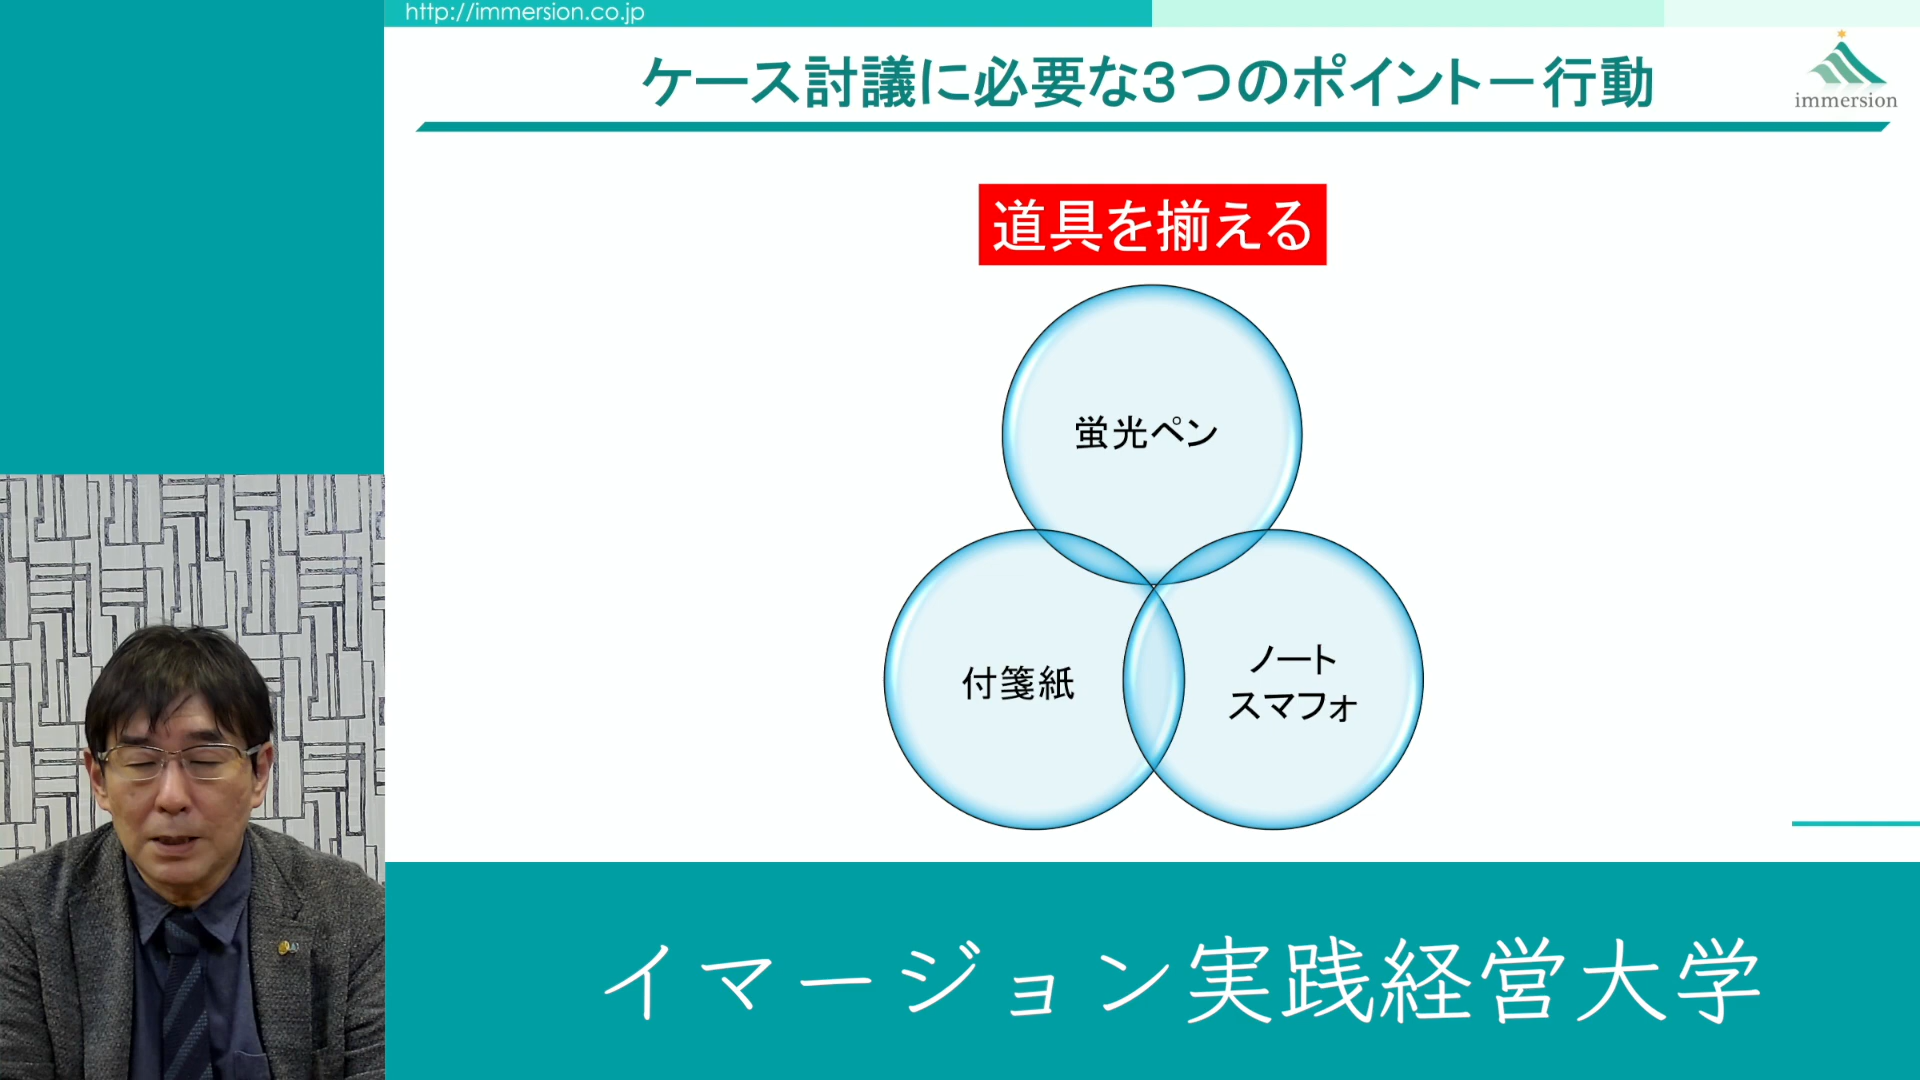 http://immersion.co.jp
ケース討議に必要な3つのポイントー行動
immersion
道具を揃える
蛍光ペン
付箋紙
ノート
スマフォ
イマージョン実践経営大学